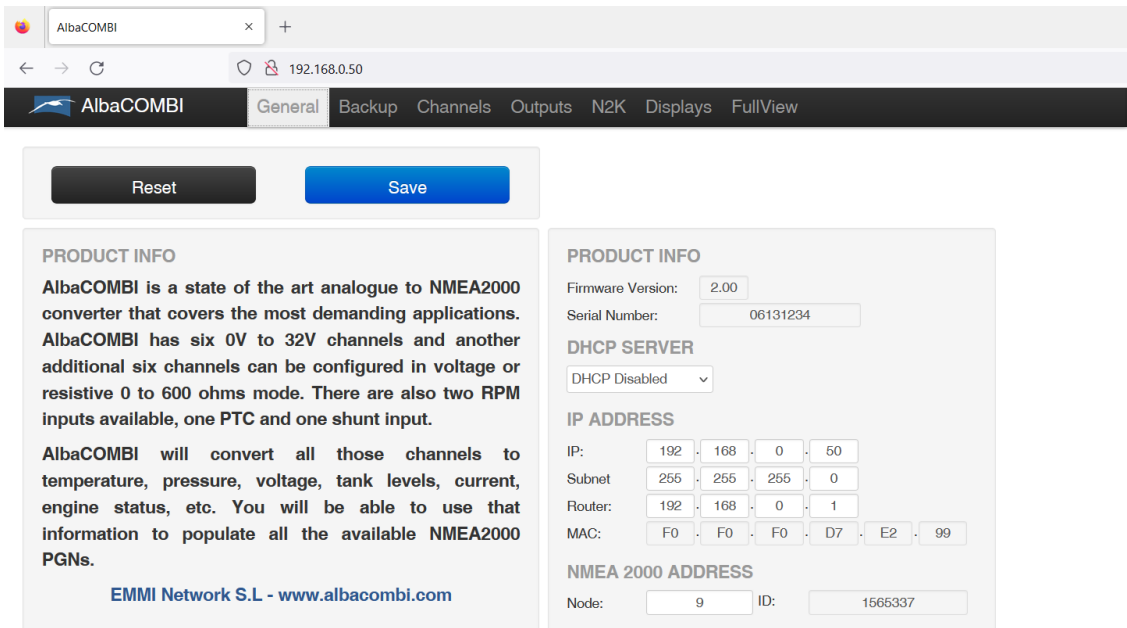 AlbaCOMBI
192.168.0.50
AlbaCOMBI General Backup Channels Outputs N2K Displays FullView
Reset Save
PRODUCT INFO
AlbaCOMBI is a state of the art analogue to NMEA2000
converter that covers the most demanding applications.
AlbaCOMBI has six 0V to 32V channels and another
additional six channels can be configured in voltage or
resistive 0 to 600 ohms mode. There are also two RPM
inputs available, one PTC and one shunt input.
AlbaCOMBI will convert all those channels to
temperature, pressure, voltage, tank levels, current,
engine status, etc. You will be able to use that
information to populate all the available NMEA2000
PGNs.
EMMI Network S.L - www.albacombi.com
PRODUCT INFO
Firmware Version: 2.00
Serial Number: 06131234
DHCP SERVER
DHCP Disabled
IP ADDRESS
IP: 192 . 168 . 0 . 50
Subnet 255 . 255 . 255 . 0
Router: 192 . 168 . 0 . 1
MAC: F0 . F0 . F0 . D7 . E2 . 99
NMEA 2000 ADDRESS
Node: 9 ID: 1565337